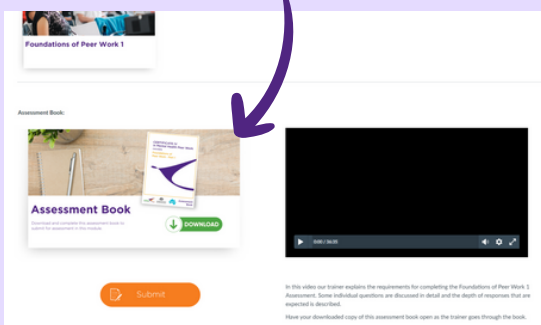 Foundations of Peer Work 1
Assessment Book:
Assessment Book
Download and complete this assessment book to
submit for assessment in this module.
DOWNLOAD
Submit
0:00 / 36:05
In this video our trainer explains the requirements for completing the Foundations of Peer Work 1
Assessment. Some individual questions are discussed in detail and the depth of responses that are
expected is described.
Have your downloaded copy of this assessment book open as the trainer goes through the book.